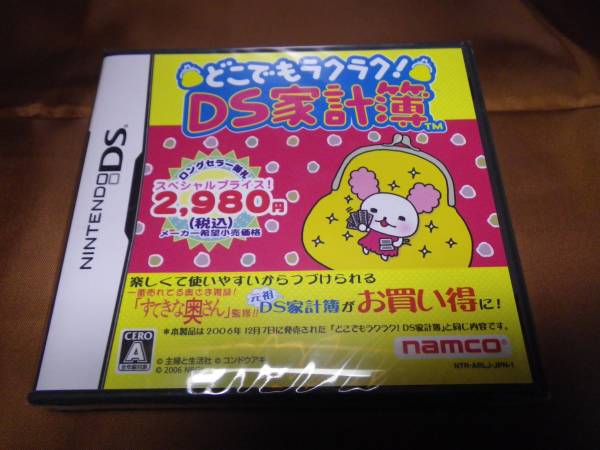 NINTENDO DS
TM
どこでもラクラク!
DS家計簿 TM
ロングセラー御礼
スペシャルプライス!
2,980円
(税込)
メーカー希望小売価格
楽しくて使いやすいからつづけられる
一番売れてる奥さま雑誌!
「すてきな奥さん」監修!!
元祖
DS家計簿がお買い得に!
*本製品は2006年12月7日に発売された「どこでもラクラク! DS家計簿」と同じ内容です。
CERO
A
全年齢対象
© 主婦と生活社 © コンドウアキ
© 2006
namco
NTR-ARLJ-JPN-1